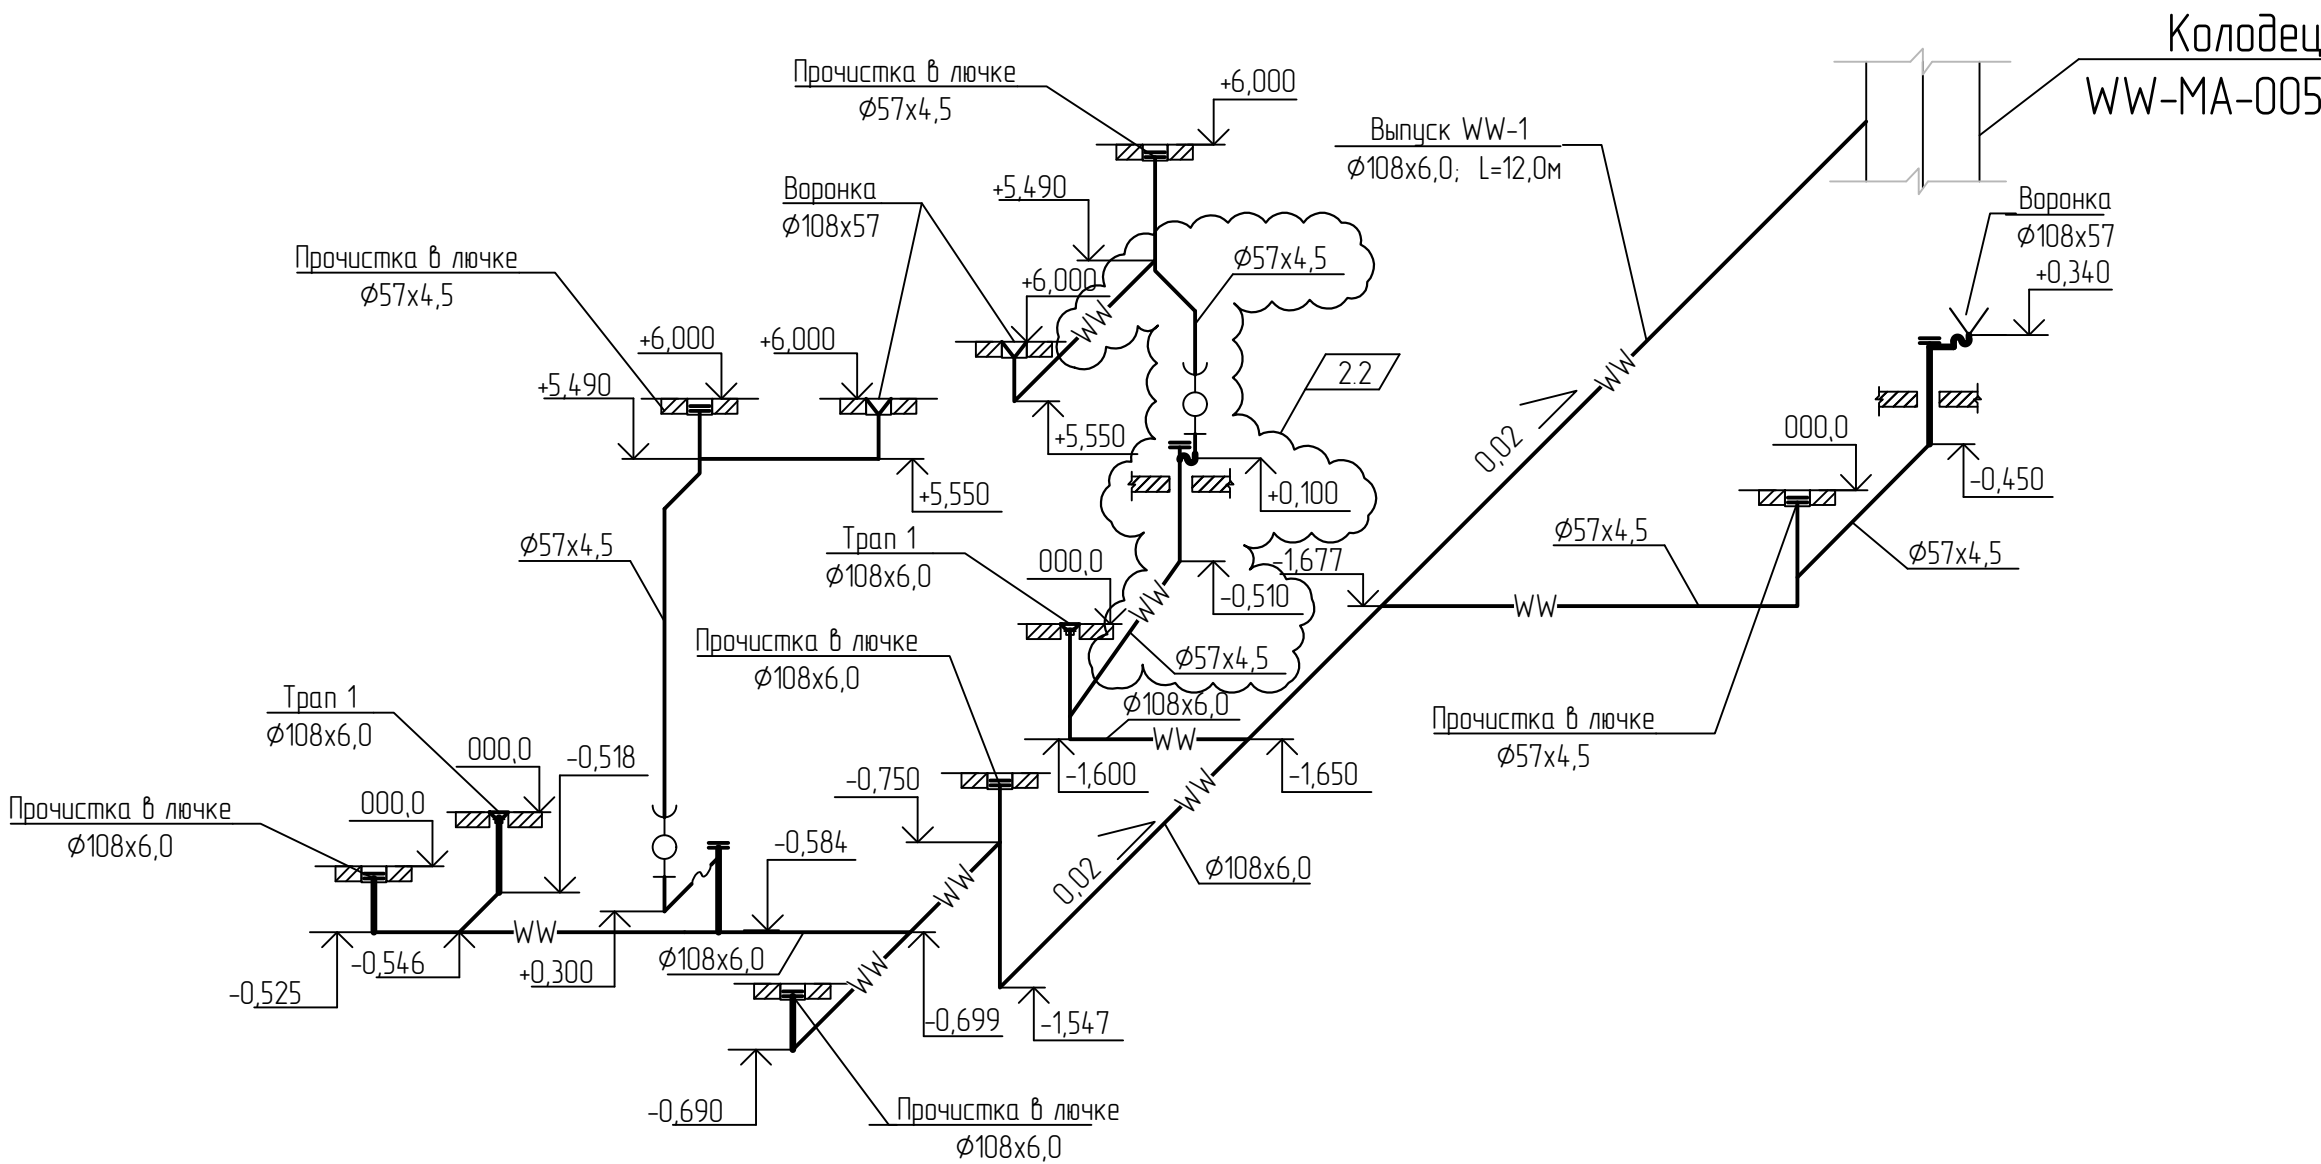 Колодец
WW-MA-005
Прочистка в лючке
Ø57x4,5
+6,000
Выпуск WW-1
Ø108x6,0; L=12,0м
Воронка
Ø108x57
+5,490
Воронка
Ø108x57
+0,340
Прочистка в лючке
Ø57x4,5
Ø57x4,5
+6,000
+6,000
+6,000
+5,490
2.2
+5,550
0,02
000,0
+5,550
+0,100
-0,450
Ø57x4,5
Трап 1
Ø108x6,0
000,0
-1,677
Ø57x4,5
Ø57x4,5
-0,510
WW
WW
WW
WW
Прочистка в лючке
Ø108x6,0
Ø57x4,5
Трап 1
Ø108x6,0
Ø108x6,0
Прочистка в лючке
Ø57x4,5
000,0
-0,518
WW
-0,750
-1,600
-1,650
WW
Прочистка в лючке
Ø108x6,0
000,0
-0,584
0,02
Ø108x6,0
WW
WW
-0,546
+0,300
Ø108x6,0
WW
-0,525
-0,699
-1,547
-0,690
Прочистка в лючке
Ø108x6,0